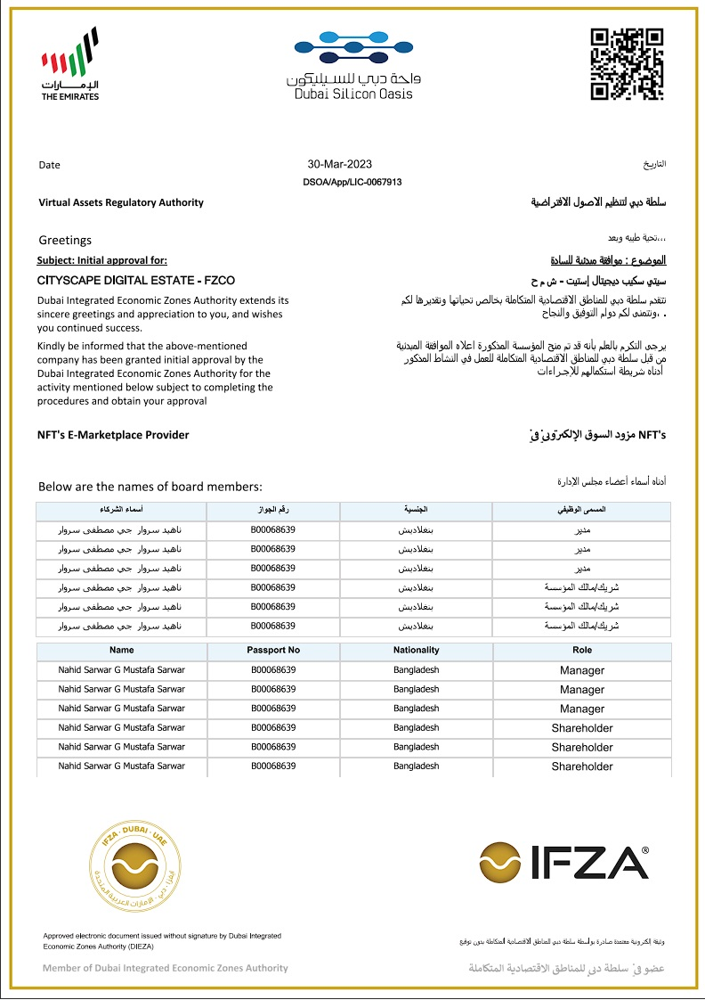 الإمارات
THE EMIRATES
واحة دبي للسيليكون
Dubai Silicon Oasis
Date 30-Mar-2023 التاريخ
DSOA/App/LIC-0067913
Virtual Assets Regulatory Authority سلطة دبي لتنظيم الاصول الافتراضية
Greetings تحية طيبه وبعد،،،
Subject: Initial approval for: الموضوع : موافقة مبدئية للسادة
CITYSCAPE DIGITAL ESTATE - FZCO سيتي سكيب ديجيتال إستيت - ش م ح
Dubai Integrated Economic Zones Authority extends its
sincere greetings and appreciation to you, and wishes
you continued success.
تتقدم سلطة دبي للمناطق الاقتصادية المتكاملة بخالص تحياتها وتقديرها لكم
، ونتمنى لكم دوام التوفيق والنجاح .
Kindly be informed that the above-mentioned
company has been granted initial approval by the
Dubai Integrated Economic Zones Authority for the
activity mentioned below subject to completing the
procedures and obtain your approval
يرجى التكرم بالعلم بأنه قد تم منح المؤسسة المذكورة اعلاه الموافقة المبدئية
من قبل سلطة دبي للمناطق الاقتصادية المتكاملة للعمل في النشاط المذكور
أدناه شريطة استكمالهم للإجراءات
NFT's E-Marketplace Provider مزود السوق الإلكتروني في NFT's
Below are the names of board members: أدناه أسماء أعضاء مجلس الإدارة
أسماء الشركاء رقم الجواز الجنسية المسمى الوظيفي
ناهيد سروار جي مصطفى سروار B00068639 بنغلاديش مدير
ناهيد سروار جي مصطفى سروار B00068639 بنغلاديش مدير
ناهيد سروار جي مصطفى سروار B00068639 بنغلاديش مدير
ناهيد سروار جي مصطفى سروار B00068639 بنغلاديش شريك/مالك المؤسسة
ناهيد سروار جي مصطفى سروار B00068639 بنغلاديش شريك/مالك المؤسسة
ناهيد سروار جي مصطفى سروار B00068639 بنغلاديش شريك/مالك المؤسسة
Name Passport No Nationality Role
Nahid Sarwar G Mustafa Sarwar B00068639 Bangladesh Manager
Nahid Sarwar G Mustafa Sarwar B00068639 Bangladesh Manager
Nahid Sarwar G Mustafa Sarwar B00068639 Bangladesh Manager
Nahid Sarwar G Mustafa Sarwar B00068639 Bangladesh Shareholder
Nahid Sarwar G Mustafa Sarwar B00068639 Bangladesh Shareholder
Nahid Sarwar G Mustafa Sarwar B00068639 Bangladesh Shareholder
IFZA · DUBAI · UAE
إيفزا · دبي · الإمارات العربية المتحدة
IFZA®
Approved electronic document issued without signature by Dubai Integrated
Economic Zones Authority (DIEZA)
وثيقة إلكترونية معتمدة صادرة بواسطة سلطة دبي للمناطق الاقتصادية المتكاملة بدون توقيع
Member of Dubai Integrated Economic Zones Authority عضو في سلطة دبي للمناطق الاقتصادية المتكاملة